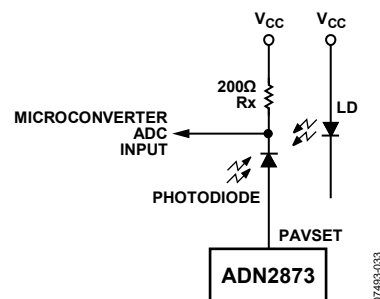 VCC
VCC
200Ω
Rx
LD
MICROCONVERTER
ADC
INPUT
PHOTODIODE
PAVSET
ADN2873
07493-033